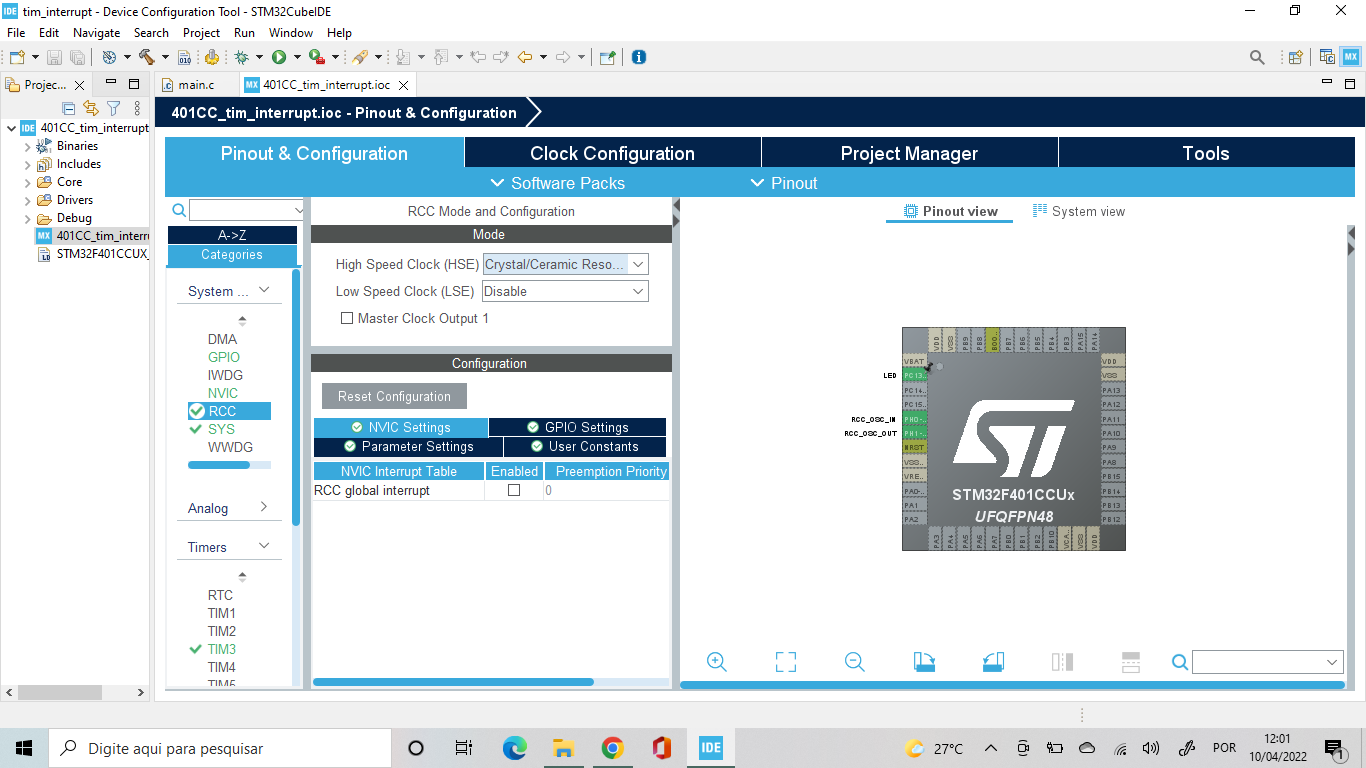 IDE tim_interrupt - Device Configuration Tool - STM32CubeIDE
File Edit Navigate Search Project Run Window Help
Projec...
main.c
MX 401CC_tim_interrupt.ioc
MX
401CC_tim_interrupt.ioc - Pinout & Configuration
IDE 401CC_tim_interrupt
Binaries
Includes
Core
Drivers
Debug
MX 401CC_tim_interr
STM32F401CCUX_
Pinout & Configuration
Clock Configuration
Project Manager
Tools
Software Packs
Pinout
A->Z
Categories
System ...
DMA
GPIO
IWDG
NVIC
RCC
SYS
WWDG
Analog
Timers
RTC
TIM1
TIM2
TIM3
TIM4
TIM5
RCC Mode and Configuration
Mode
High Speed Clock (HSE) Crystal/Ceramic Reso...
Low Speed Clock (LSE) Disable
Master Clock Output 1
Configuration
Reset Configuration
NVIC Settings
GPIO Settings
Parameter Settings
User Constants
NVIC Interrupt Table Enabled Preemption Priority
RCC global interrupt 0
Pinout view
System view
VDD VSS PB9 PB8 BOO.. PB7 PB6 PB5 PB4 PB3 PA15 PA14
VBAT
LED PC13..
PC14..
PC15..
RCC_OSC_IN PH0-..
RCC_OSC_OUT PH1-..
NRST
VSS..
VRE..
PA0-..
PA1
PA2
VDD
VSS
PA13
PA12
PA11
PA10
PA9
PA8
PB15
PB14
PB13
PB12
PA3 PA4 PA5 PA6 PA7 PB0 PB1 PB2 PB10 VCA.. VSS VDD
ST
STM32F401CCUx
UFQFPN48
Digite aqui para pesquisar
IDE
27°C
POR
12:01
10/04/2022
1